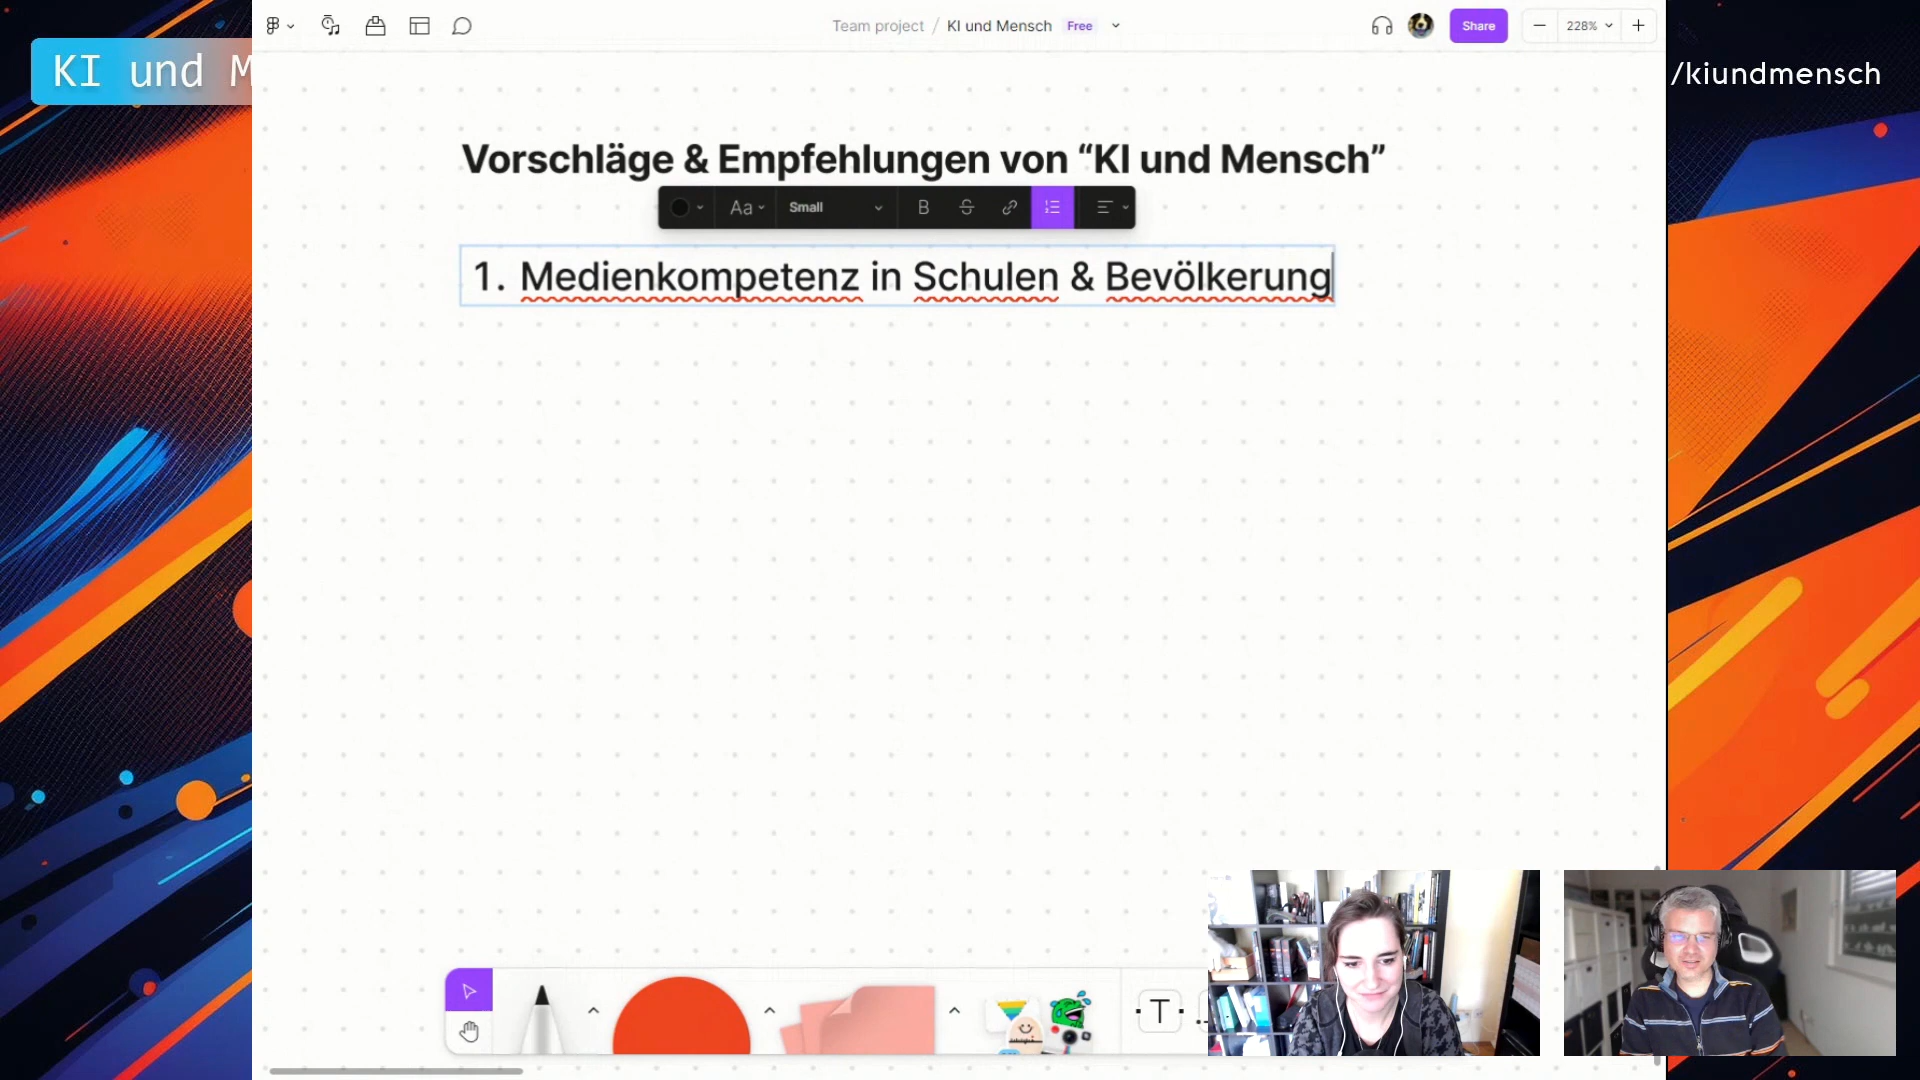 KI und M
Team project / KI und Mensch Free
Share
228%
/kiundmensch
Vorschläge & Empfehlungen von “KI und Mensch”
Aa
Small
B
S
1. Medienkompetenz in Schulen & Bevölkerung
T